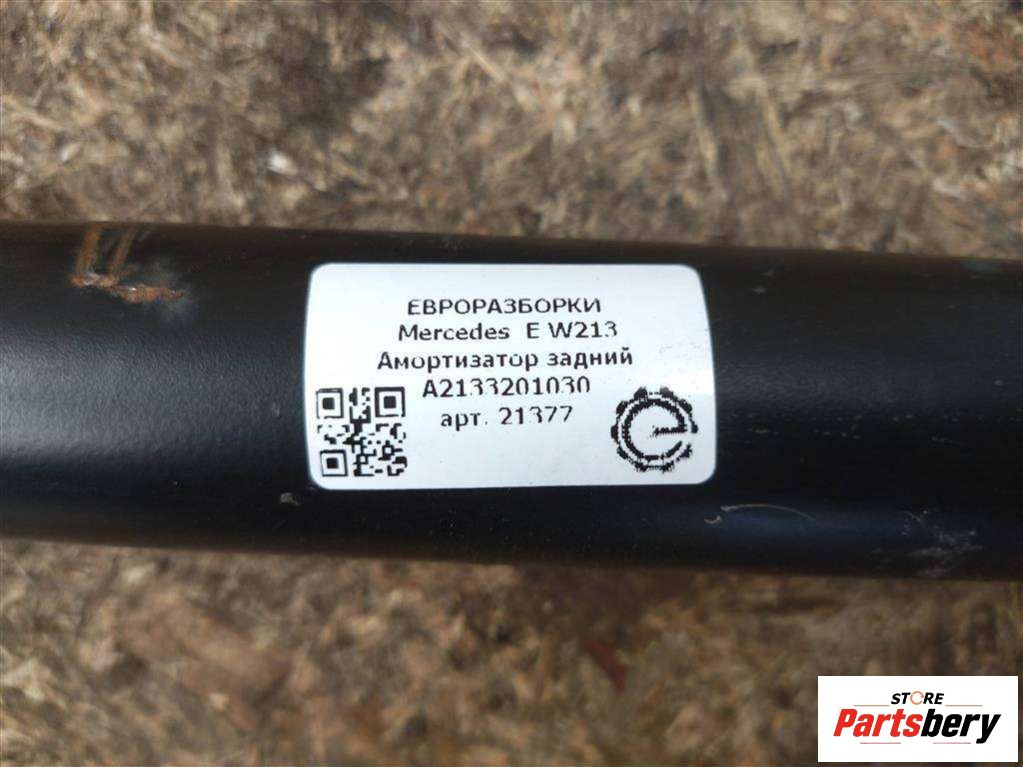 ЕВРОРАЗБОРКИ
Mercedes E W213
Амортизатор задний
A2133201030
арт. 21377
STORE
Partsbery